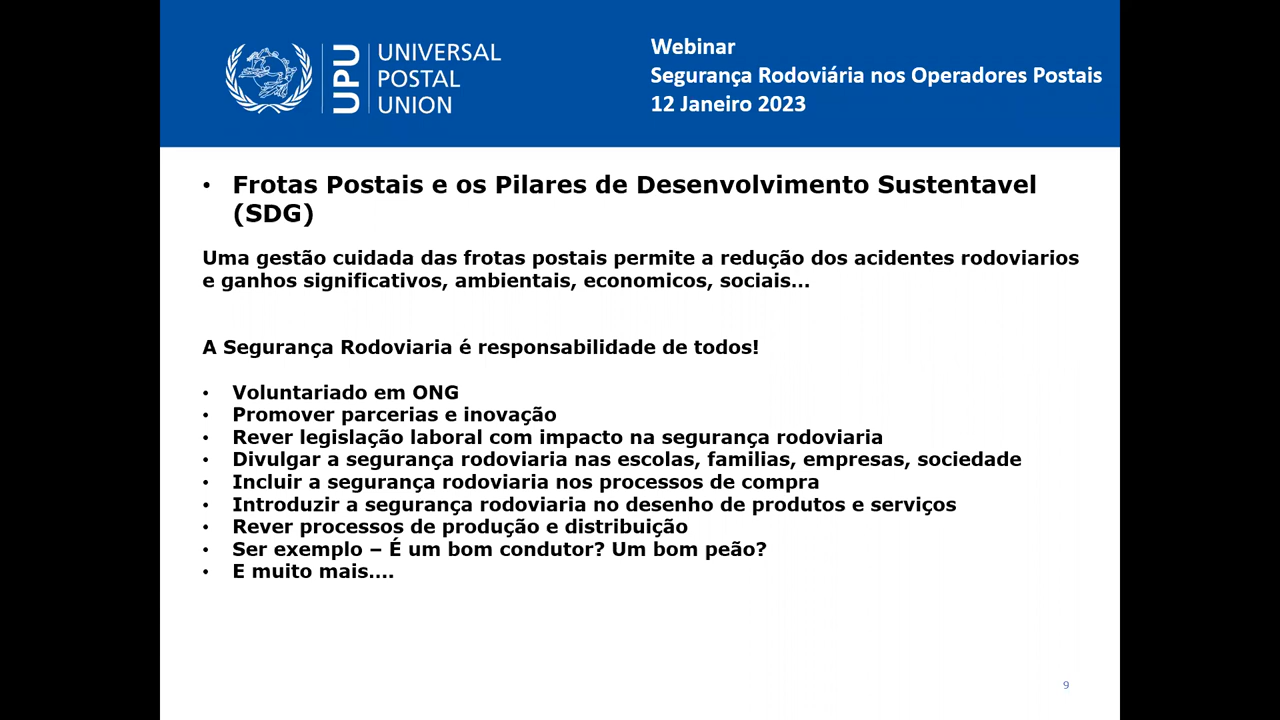 UPU
UNIVERSAL
POSTAL
UNION
Webinar
Segurança Rodoviária nos Operadores Postais
12 Janeiro 2023
• Frotas Postais e os Pilares de Desenvolvimento Sustentavel
(SDG)
Uma gestão cuidada das frotas postais permite a redução dos acidentes rodoviarios
e ganhos significativos, ambientais, economicos, sociais...
A Segurança Rodoviaria é responsabilidade de todos!
• Voluntariado em ONG
• Promover parcerias e inovação
• Rever legislação laboral com impacto na segurança rodoviaria
• Divulgar a segurança rodoviaria nas escolas, familias, empresas, sociedade
• Incluir a segurança rodoviaria nos processos de compra
• Introduzir a segurança rodoviaria no desenho de produtos e serviços
• Rever processos de produção e distribuição
• Ser exemplo – É um bom condutor? Um bom peão?
• E muito mais....
9